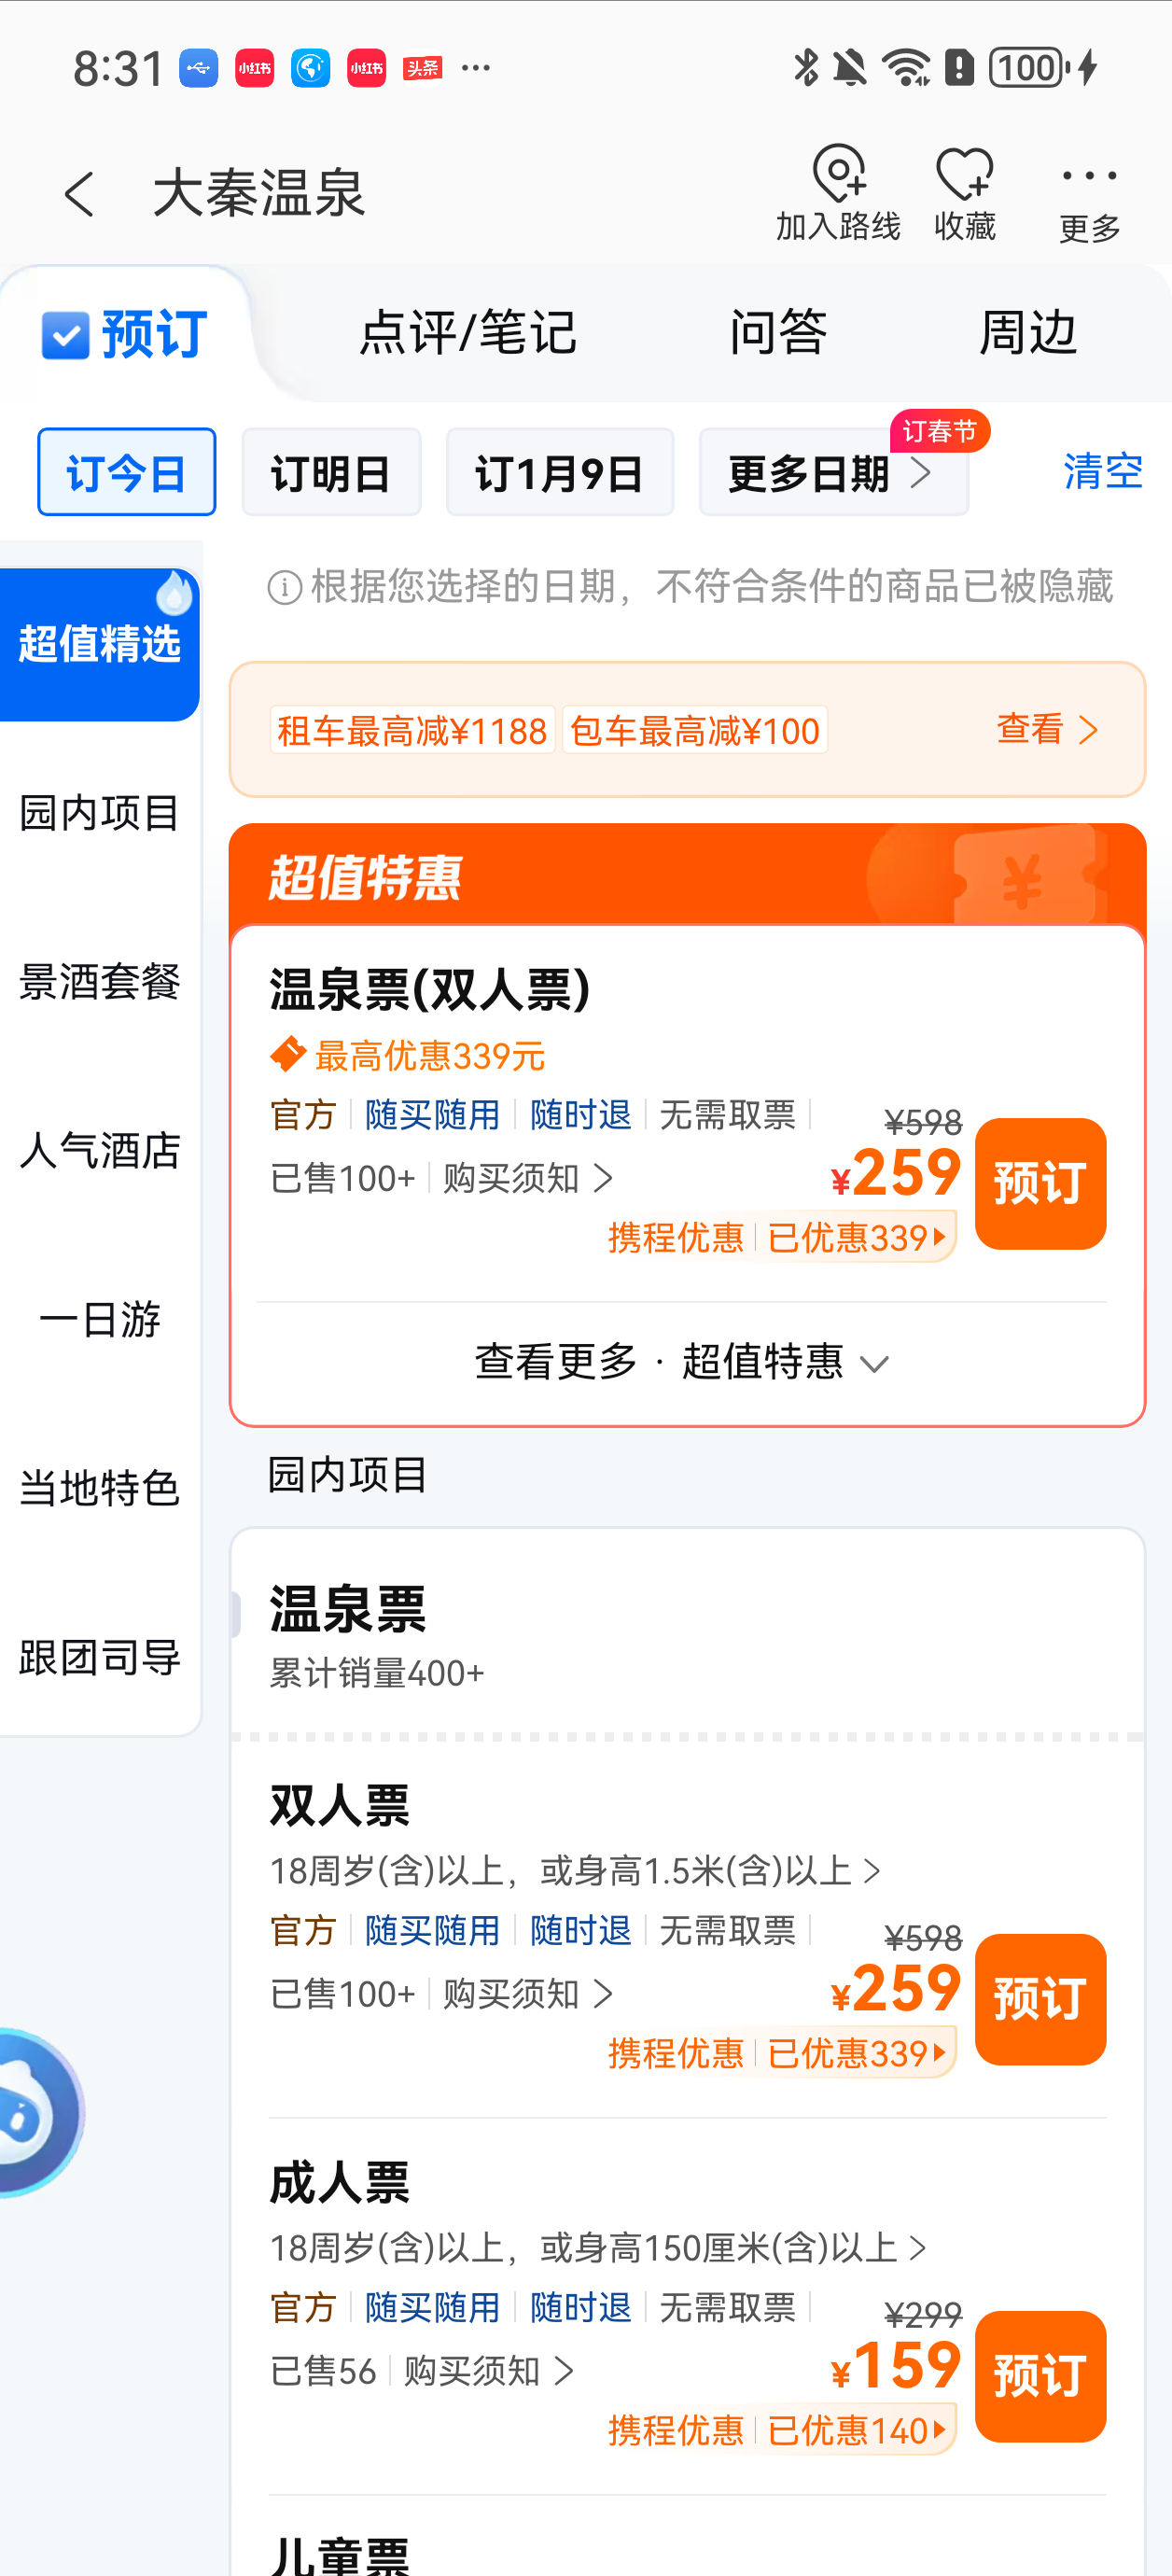 8:31
小红书
小红书
头条
100
大秦温泉
加入路线
收藏
更多
预订
点评/笔记
问答
周边
订今日
订明日
订1月9日
更多日期
订春节
清空
根据您选择的日期，不符合条件的商品已被隐藏
超值精选
园内项目
景酒套餐
人气酒店
一日游
当地特色
跟团司导
租车最高减¥1188
包车最高减¥100
查看
超值特惠
¥
温泉票(双人票)
最高优惠339元
官方 随买随用 随时退 无需取票
已售100+ 购买须知
¥598
¥259
预订
携程优惠 已优惠339
查看更多 · 超值特惠
园内项目
温泉票
累计销量400+
双人票
18周岁(含)以上，或身高1.5米(含)以上
官方 随买随用 随时退 无需取票
已售100+ 购买须知
¥598
¥259
预订
携程优惠 已优惠339
成人票
18周岁(含)以上，或身高150厘米(含)以上
官方 随买随用 随时退 无需取票
已售56 购买须知
¥299
¥159
预订
携程优惠 已优惠140
儿童票